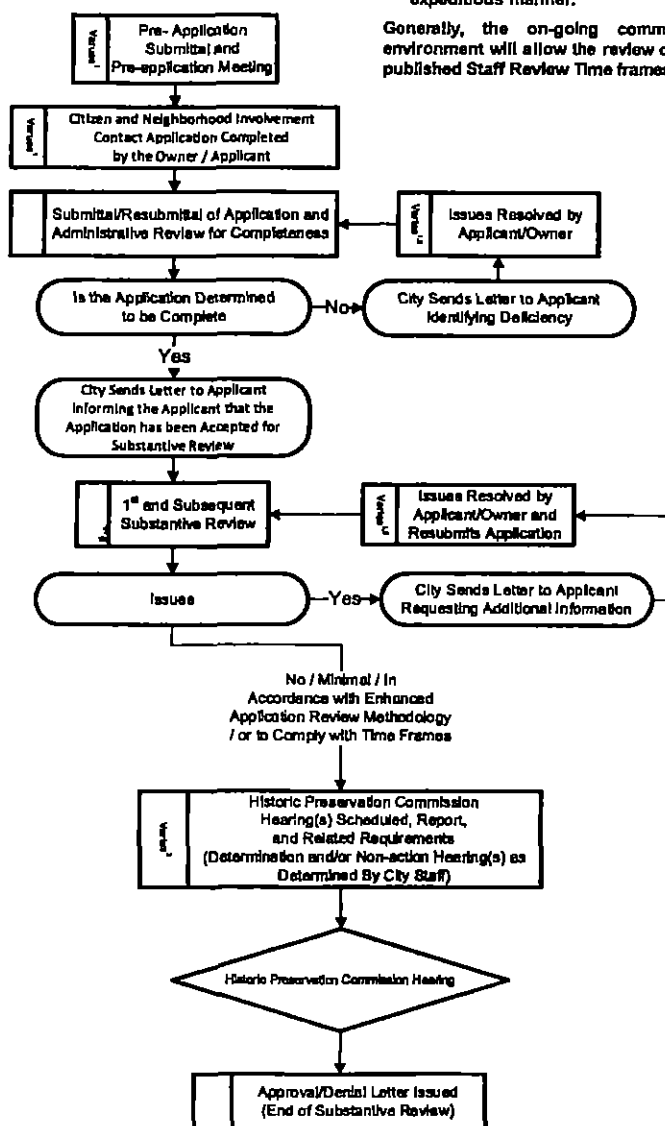 expeditious manner.
Generally, the on-going comm
environment will allow the review o
published Staff Review Time frames
Pre- Application
Submittal and
Pre-application Meeting
Varies¹
Citizen and Neighborhood Involvement
Contact Application Completed
by the Owner / Applicant
Varies¹
Submittal/Resubmittal of Application and
Administrative Review for Completeness
Issues Resolved by
Applicant/Owner
Varies
Is the Application Determined
to be Complete
No
City Sends Letter to Applicant
Identifying Deficiency
Yes
City Sends Letter to Applicant
Informing the Applicant that the
Application has been Accepted for
Substantive Review
1st and Subsequent
Substantive Review
Issues Resolved by
Applicant/Owner and
Resubmits Application
Varies
Issues
Yes
City Sends Letter to Applicant
Requesting Additional Information
No / Minimal / In
Accordance with Enhanced
Application Review Methodology
/ or to Comply with Time Frames
Historic Preservation Commission
Hearing(s) Scheduled, Report,
and Related Requirements
(Determination and/or Non-action Hearing(s) as
Determined By City Staff)
Varies
Historic Preservation Commission Hearing
Approval/Denial Letter Issued
(End of Substantive Review)